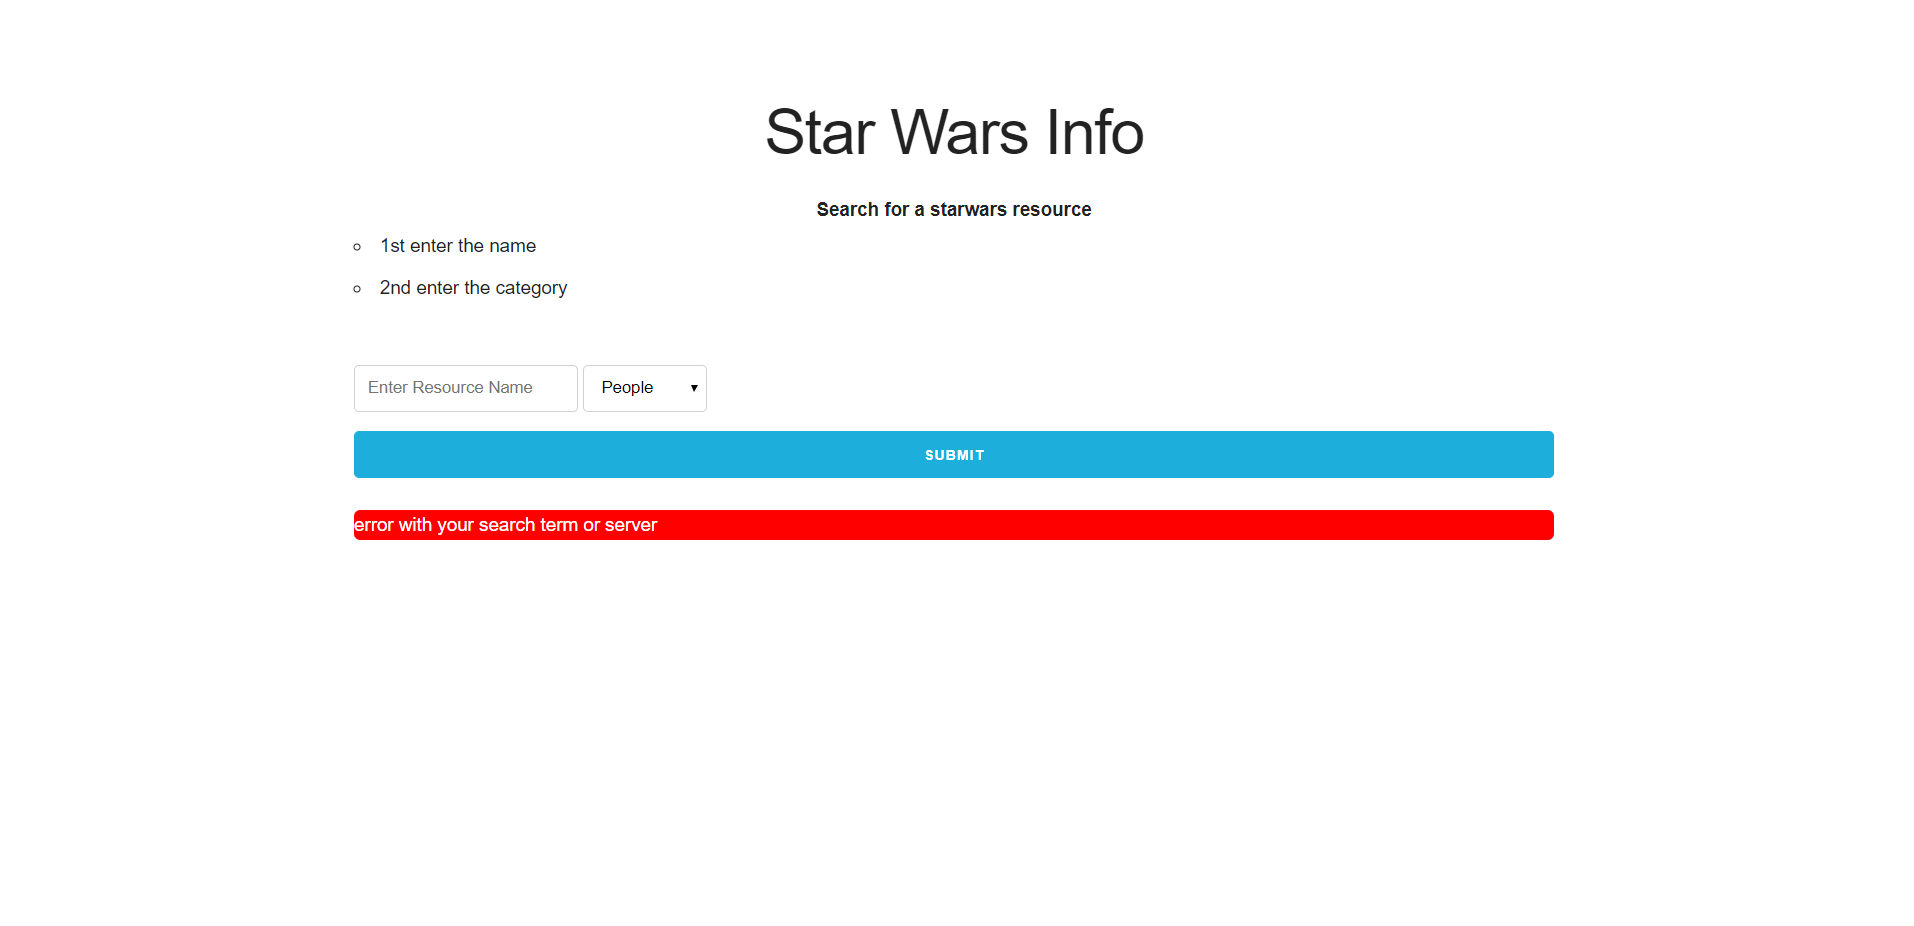 Star Wars Info
Search for a starwars resource
1st enter the name
2nd enter the category
Enter Resource Name
People
SUBMIT
error with your search term or server